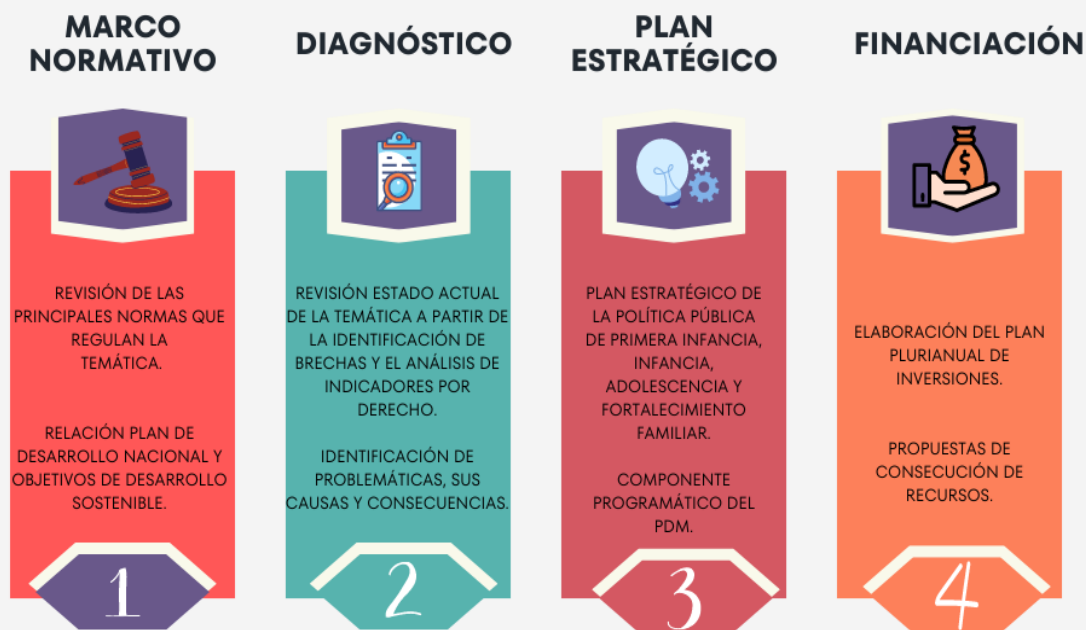 MARCO
NORMATIVO
REVISIÓN DE LAS
PRINCIPALES NORMAS QUE
REGULAN LA
TEMÁTICA.
RELACIÓN PLAN DE
DESARROLLO NACIONAL Y
OBJETIVOS DE DESARROLLO
SOSTENIBLE.
1
DIAGNÓSTICO
REVISIÓN ESTADO ACTUAL
DE LA TEMÁTICA A PARTIR DE
LA IDENTIFICACIÓN DE
BRECHAS Y EL ANÁLISIS DE
INDICADORES POR
DERECHO.
IDENTIFICACIÓN DE
PROBLEMÁTICAS, SUS
CAUSAS Y CONSECUENCIAS.
2
PLAN
ESTRATÉGICO
PLAN ESTRATÉGICO DE
LA POLÍTICA PÚBLICA
DE PRIMERA INFANCIA,
INFANCIA,
ADOLESCENCIA Y
FORTALECIMIENTO
FAMILIAR.
COMPONENTE
PROGRAMÁTICO DEL
PDM.
3
FINANCIACIÓN
$
ELABORACIÓN DEL PLAN
PLURIANUAL DE
INVERSIONES.
PROPUESTAS DE
CONSECUCIÓN DE
RECURSOS.
4